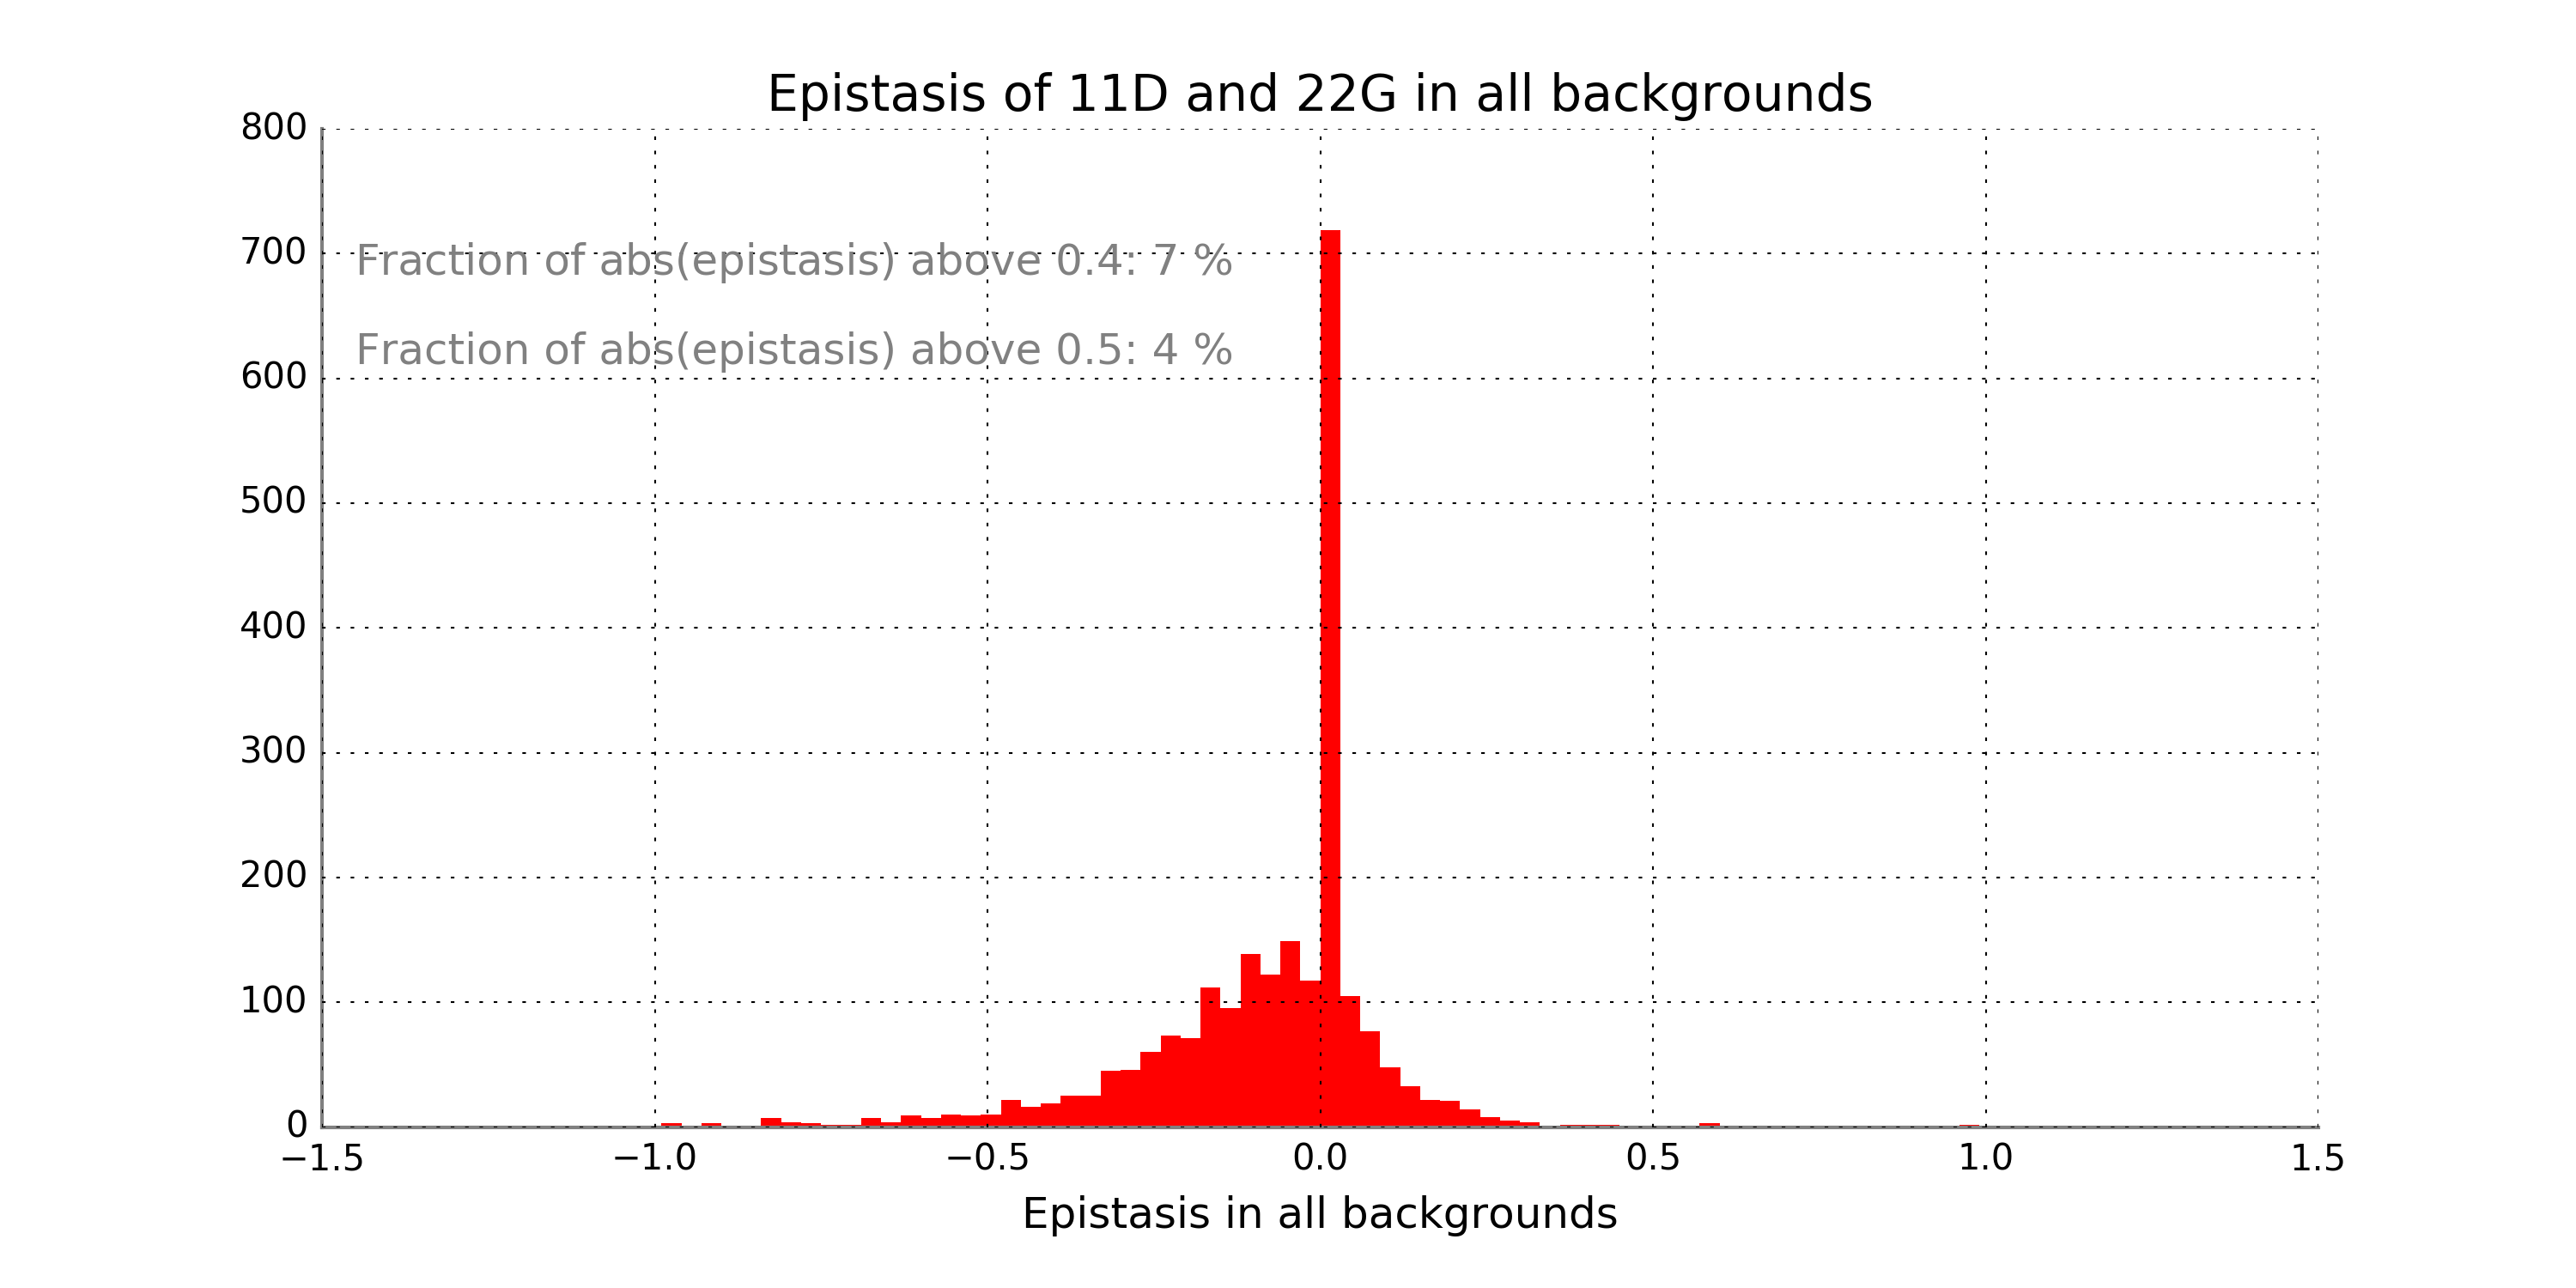 Epistasis of 11D and 22G in all backgrounds
800
700
Fraction of abs(epistasis) above 0.4: 7 %
Fraction of abs(epistasis) above 0.5: 4 %
600
500
400
300
200
100
0
−1.5 −1.0 −0.5 0.0 0.5 1.0 1.5
Epistasis in all backgrounds